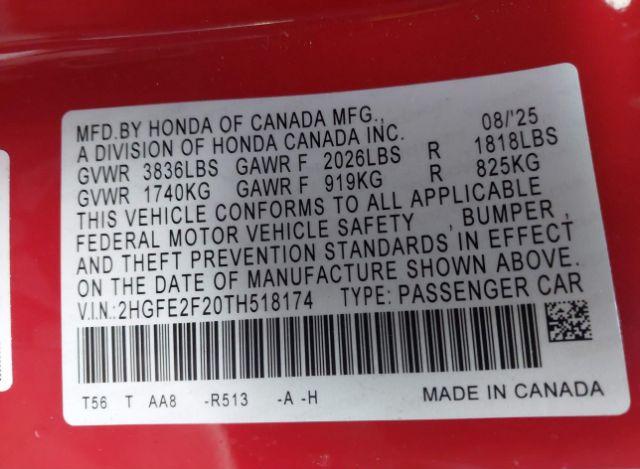 MFD.BY HONDA OF CANADA MFG., 08/'25
A DIVISION OF HONDA CANADA INC.
GVWR 3836LBS GAWR F 2026LBS R 1818LBS
GVWR 1740KG GAWR F 919KG R 825KG
THIS VEHICLE CONFORMS TO ALL APPLICABLE
FEDERAL MOTOR VEHICLE SAFETY , BUMPER ,
AND THEFT PREVENTION STANDARDS IN EFFECT
ON THE DATE OF MANUFACTURE SHOWN ABOVE.
V.I.N.:2HGFE2F20TH518174 TYPE: PASSENGER CAR
T56 T AA8 -R513 -A -H MADE IN CANADA